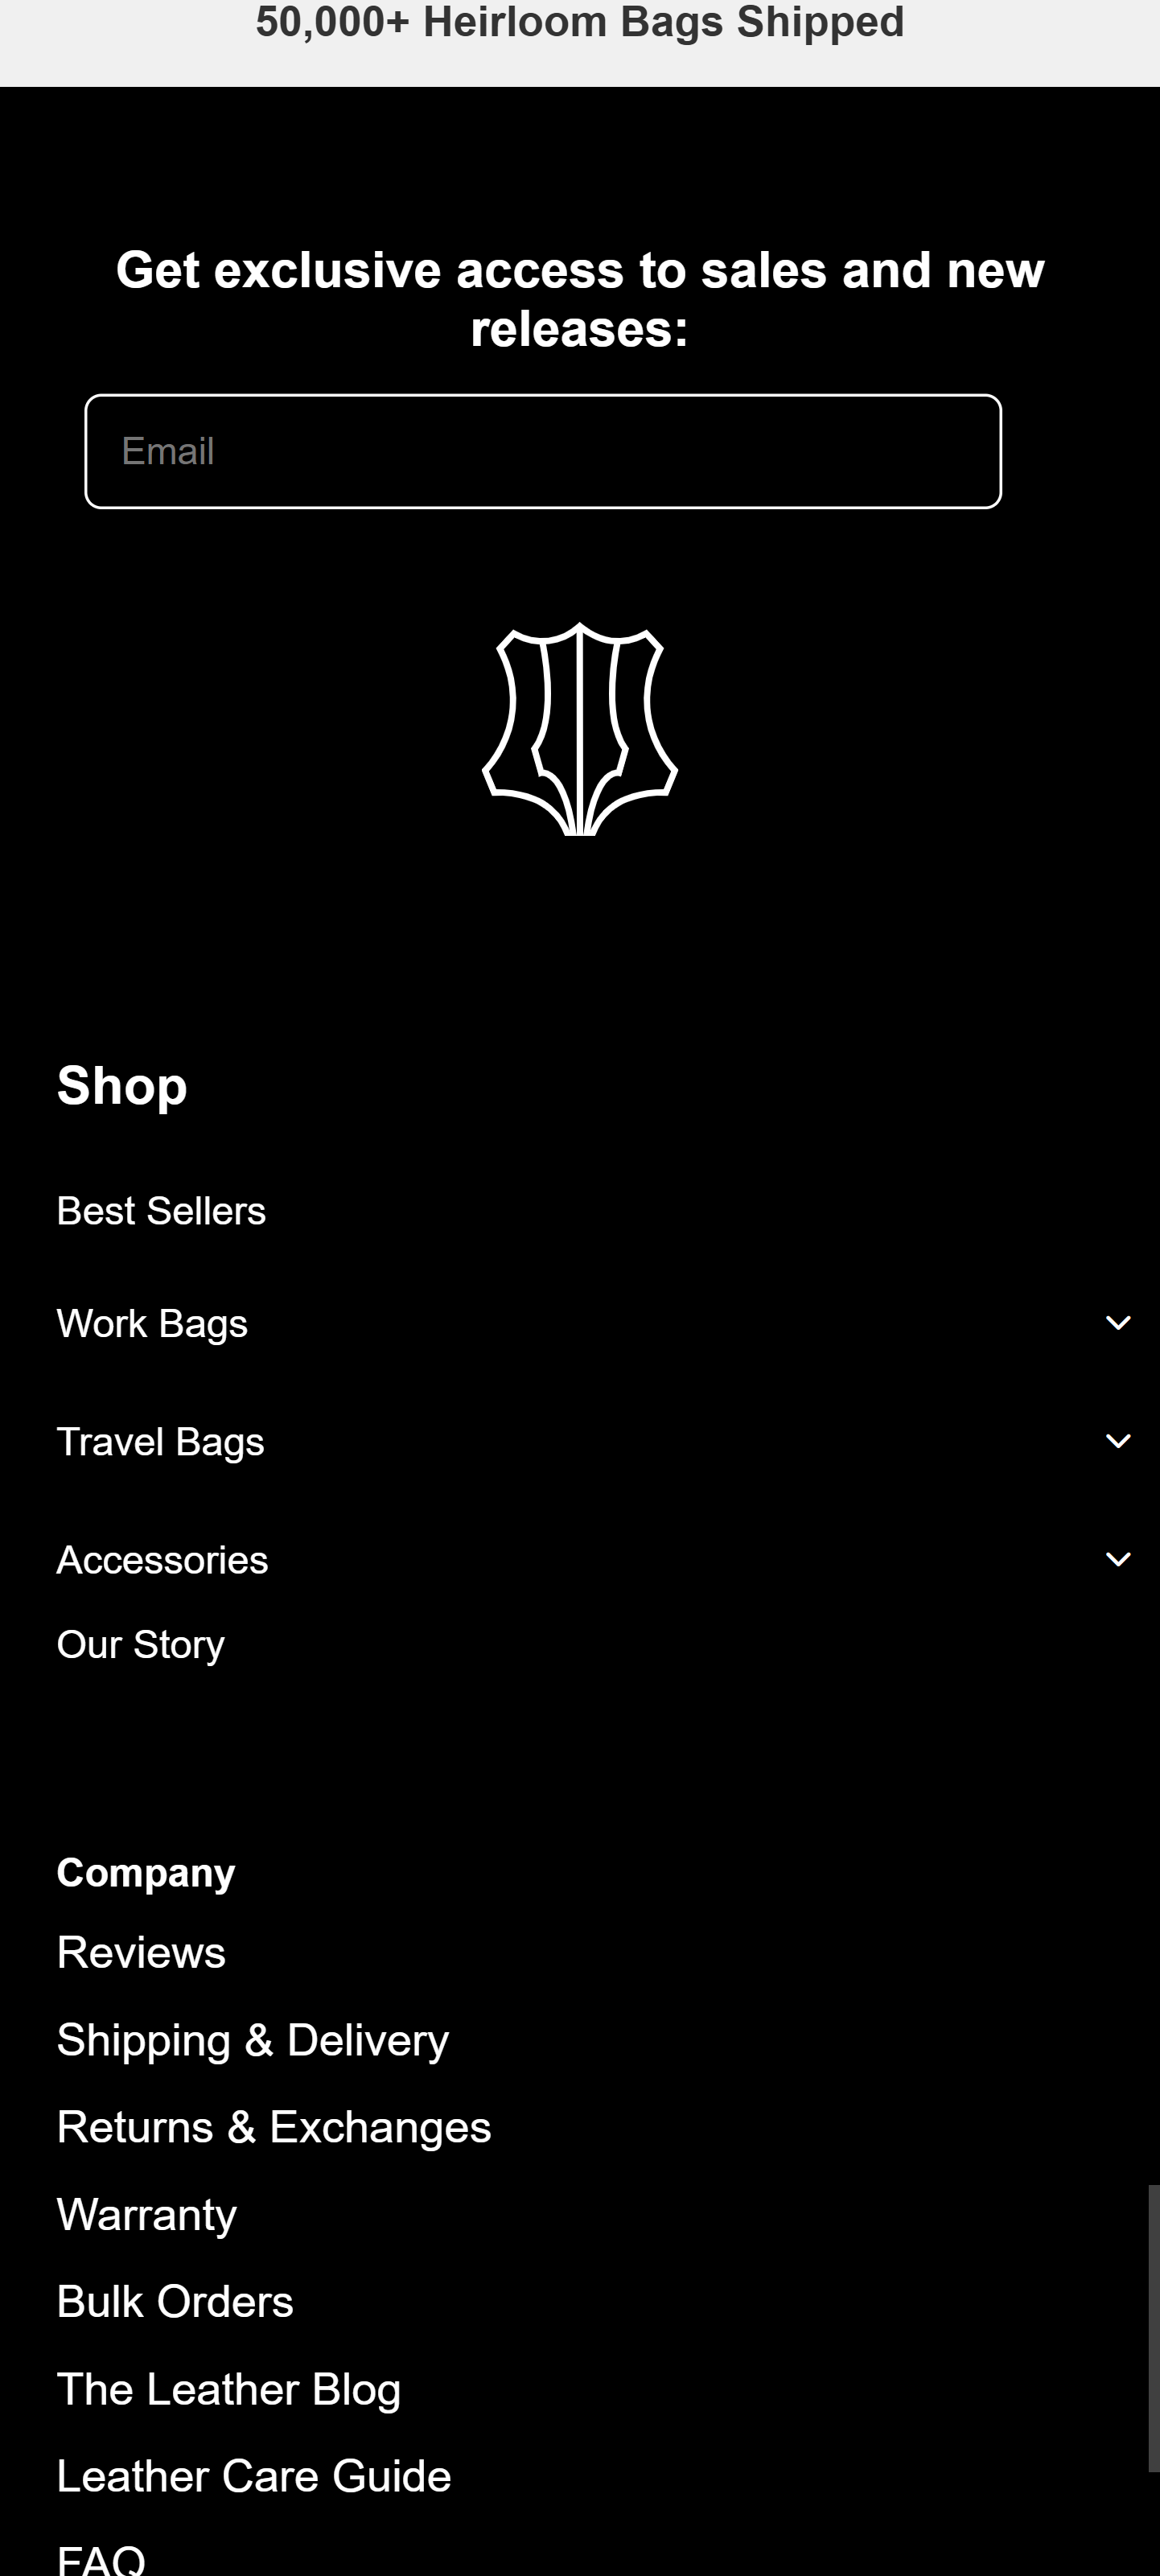 50,000+ Heirloom Bags Shipped
Get exclusive access to sales and new
releases:
Email
Shop
Best Sellers
Work Bags
Travel Bags
Accessories
Our Story
Company
Reviews
Shipping & Delivery
Returns & Exchanges
Warranty
Bulk Orders
The Leather Blog
Leather Care Guide
FAQ